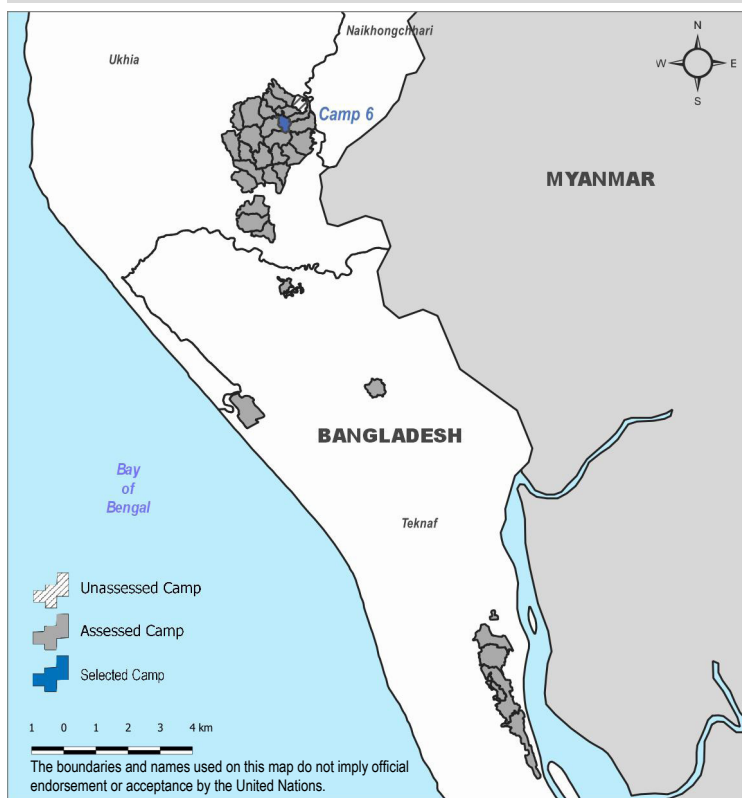 Naikhongchhari
Ukhia
N
W E
S
Camp 6
MYANMAR
BANGLADESH
Bay
of
Bengal
Teknaf
Unassessed Camp
Assessed Camp
Selected Camp
1 0 1 2 3 4 km
The boundaries and names used on this map do not imply official
endorsement or acceptance by the United Nations.